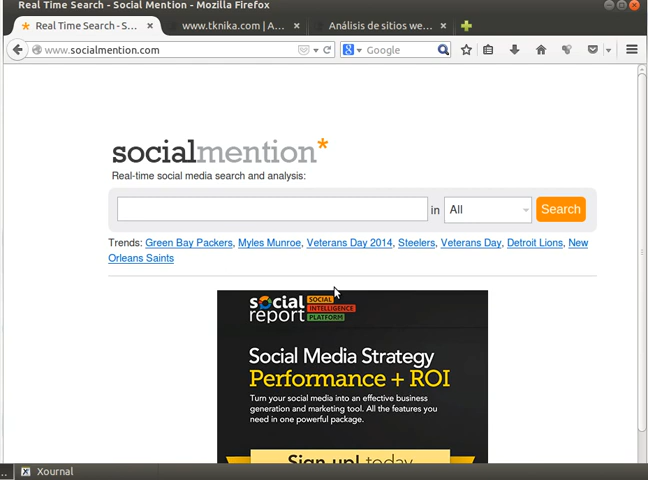 Real Time Search - Social Mention - Mozilla Firefox
Real Time Search - S... × www.tknika.com | A... × Análisis de sitios we... ×
www.socialmention.com Google
socialmention*
Real-time social media search and analysis:
in All Search
Trends: Green Bay Packers, Myles Munroe, Veterans Day 2014, Steelers, Veterans Day, Detroit Lions, New
Orleans Saints
social report SOCIAL INTELLIGENCE PLATFORM
Social Media Strategy
Performance + ROI
Turn your social media into an effective business
generation and marketing tool. All the features you
need in one powerful package.
Sign up! today
.. Xournal